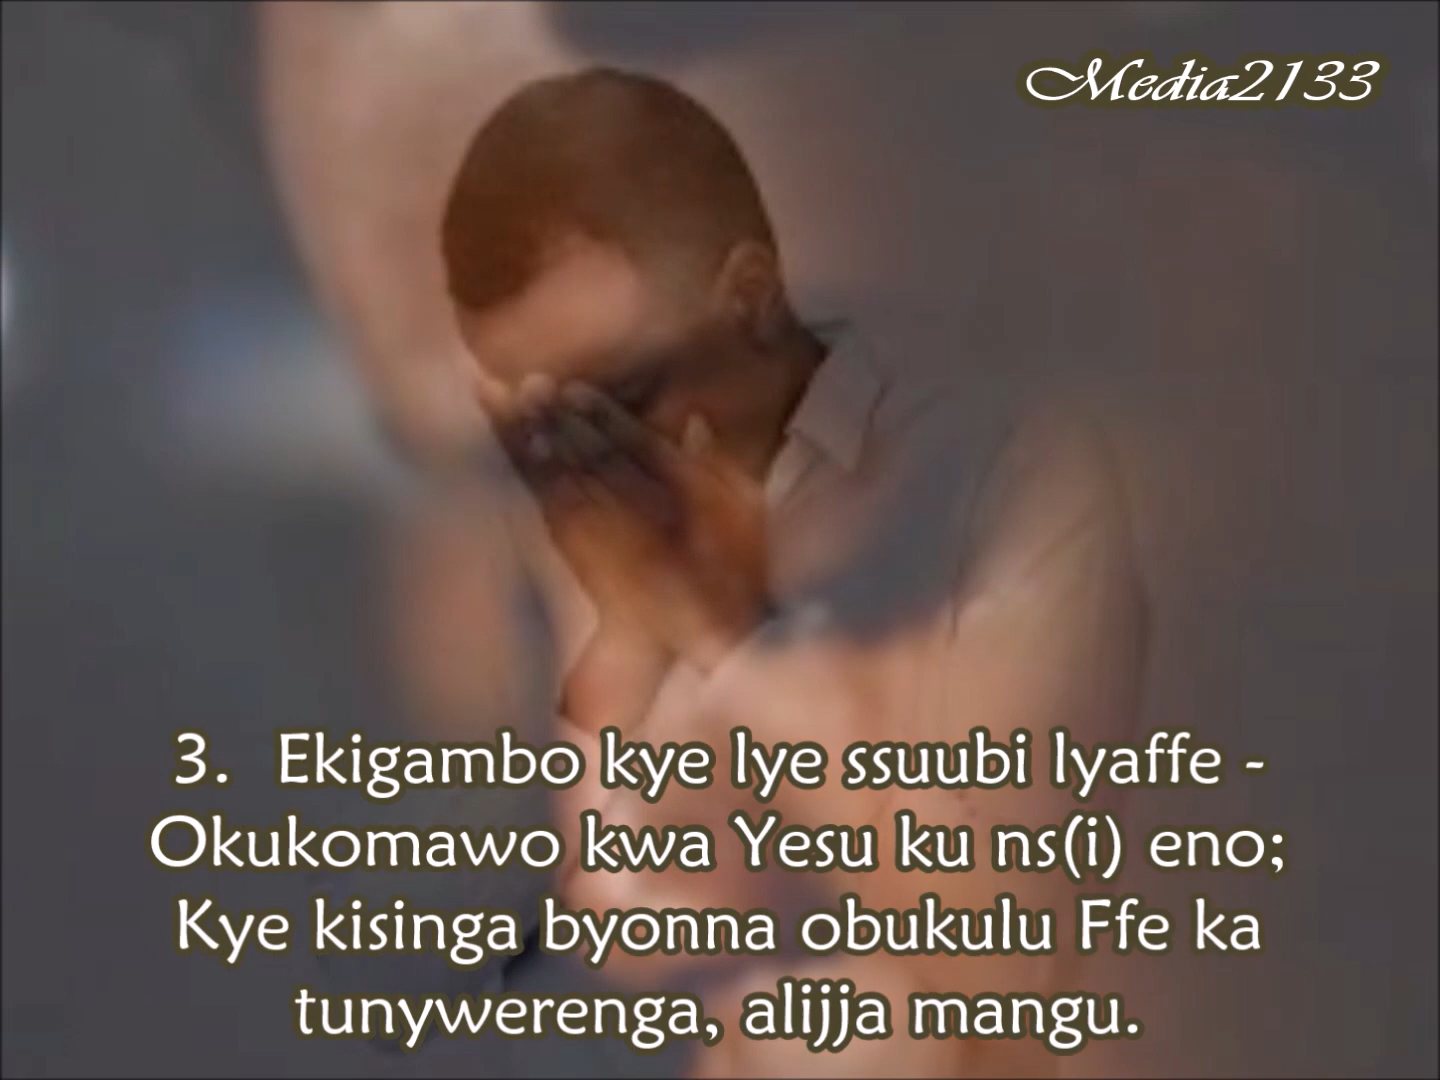 Media2133
3. Ekigambo kye lye ssuubi lyaffe -
Okukomawo kwa Yesu ku ns(i) eno;
Kye kisinga byonna obukulu Ffe ka
tunywerenga, alijja mangu.